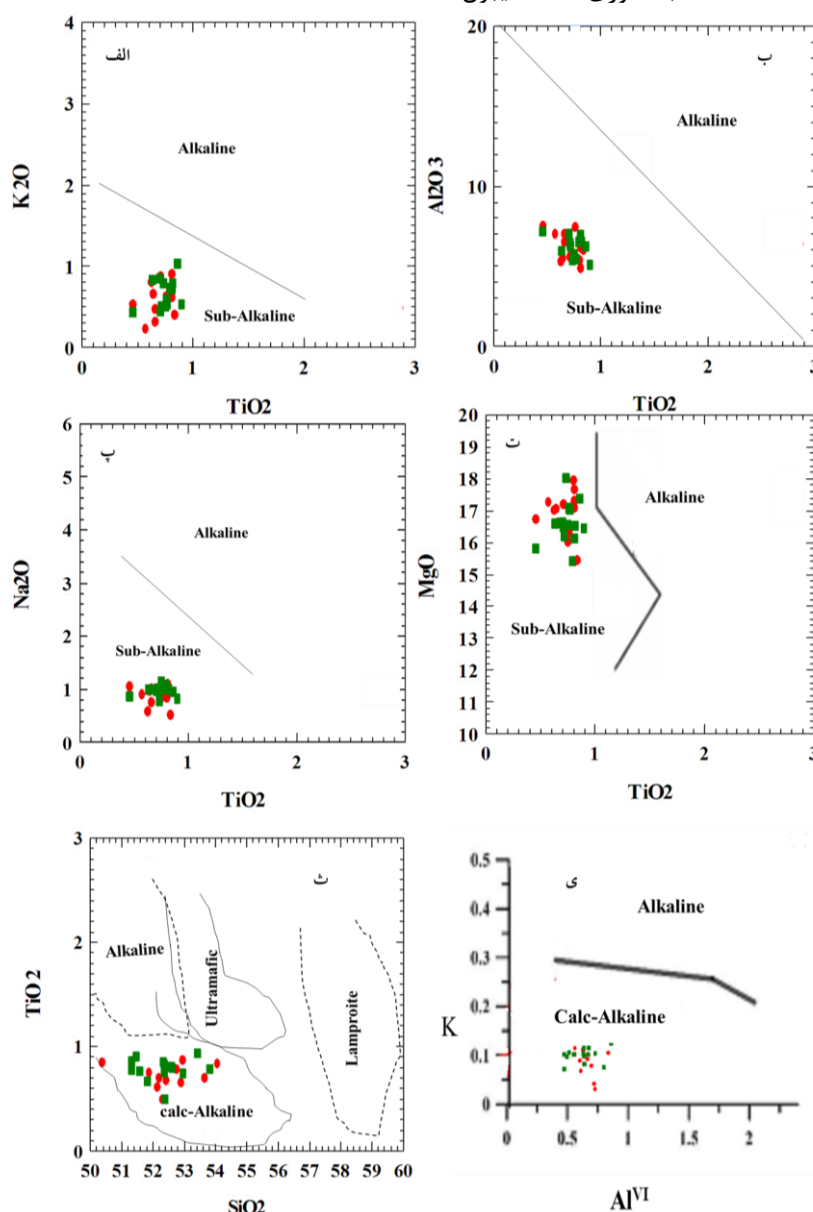 4
3
2
1
0
0
1
2
3
K2O
TiO2
الف
Alkaline
Sub-Alkaline
20
10
0
0
1
2
3
Al2O3
TiO2
ب
Alkaline
Sub-Alkaline
6
5
4
3
2
1
0
0
1
2
3
Na2O
TiO2
Alkaline
Sub-Alkaline
20
19
18
17
16
15
14
13
12
11
10
0
1
2
3
MgO
TiO2
Alkaline
Sub-Alkaline
3
2
1
0
50 51 52 53 54 55 56 57 58 59 60
TiO2
SiO2
Alkaline
Ultramafic
Lamproite
calc-Alkaline
0.5
0.4
0.3
0.2
0.1
0
0 0.5 1 1.5 2
K
Al^VI
ی
Alkaline
Calc-Alkaline